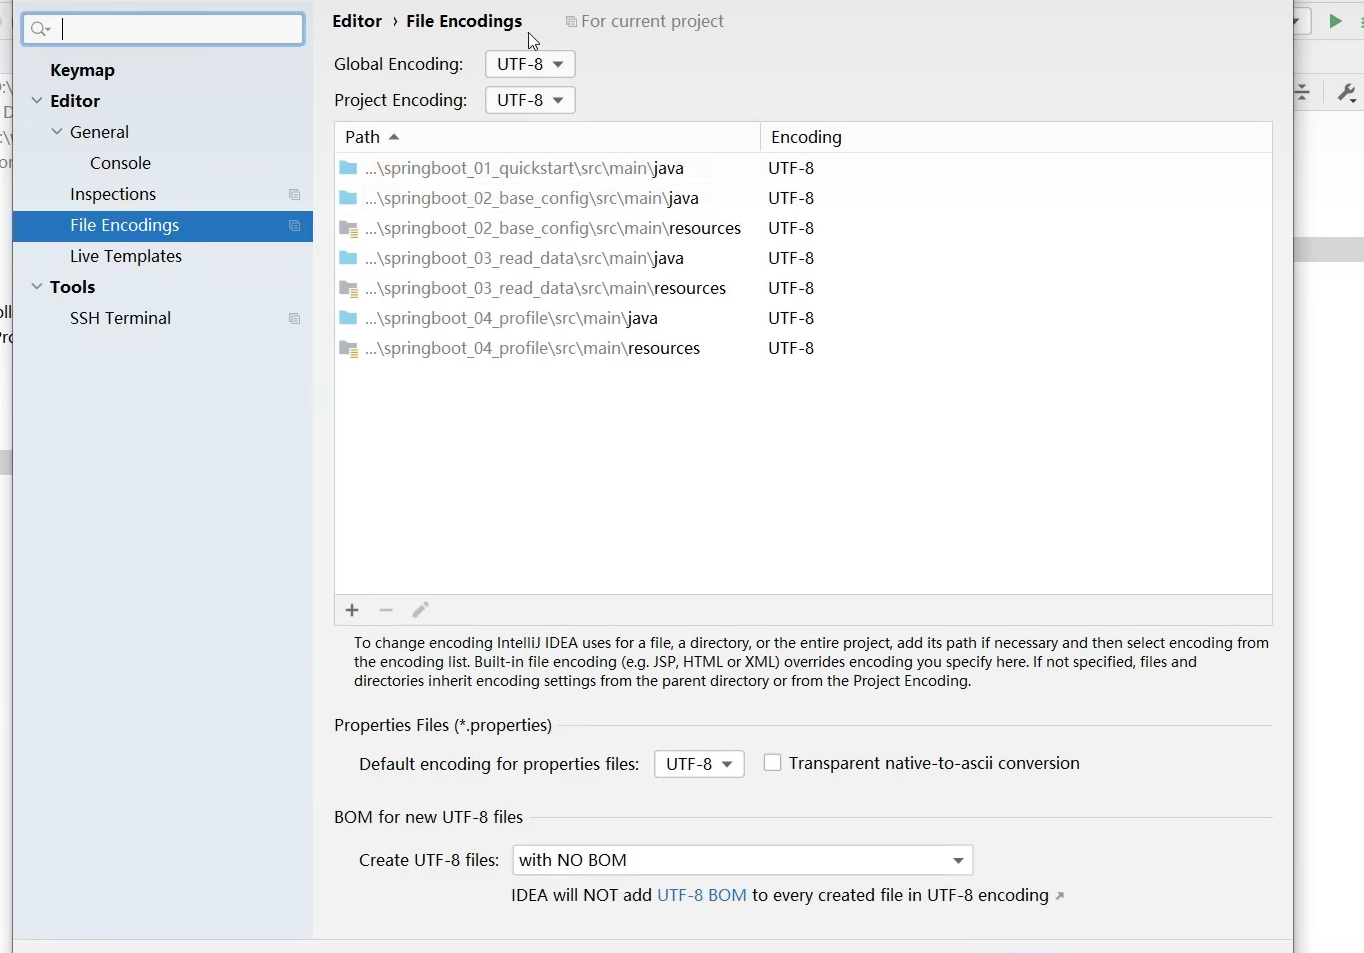 Editor › File Encodings For current project
Keymap
Editor
General
Console
Inspections
File Encodings
Live Templates
Tools
SSH Terminal
Global Encoding: UTF-8
Project Encoding: UTF-8
Path Encoding
...\springboot_01_quickstart\src\main\java UTF-8
...\springboot_02_base_config\src\main\java UTF-8
...\springboot_02_base_config\src\main\resources UTF-8
...\springboot_03_read_data\src\main\java UTF-8
...\springboot_03_read_data\src\main\resources UTF-8
...\springboot_04_profile\src\main\java UTF-8
...\springboot_04_profile\src\main\resources UTF-8
To change encoding IntelliJ IDEA uses for a file, a directory, or the entire project, add its path if necessary and then select encoding from
the encoding list. Built-in file encoding (e.g. JSP, HTML or XML) overrides encoding you specify here. If not specified, files and
directories inherit encoding settings from the parent directory or from the Project Encoding.
Properties Files (*.properties)
Default encoding for properties files: UTF-8 Transparent native-to-ascii conversion
BOM for new UTF-8 files
Create UTF-8 files: with NO BOM
IDEA will NOT add UTF-8 BOM to every created file in UTF-8 encoding ↗